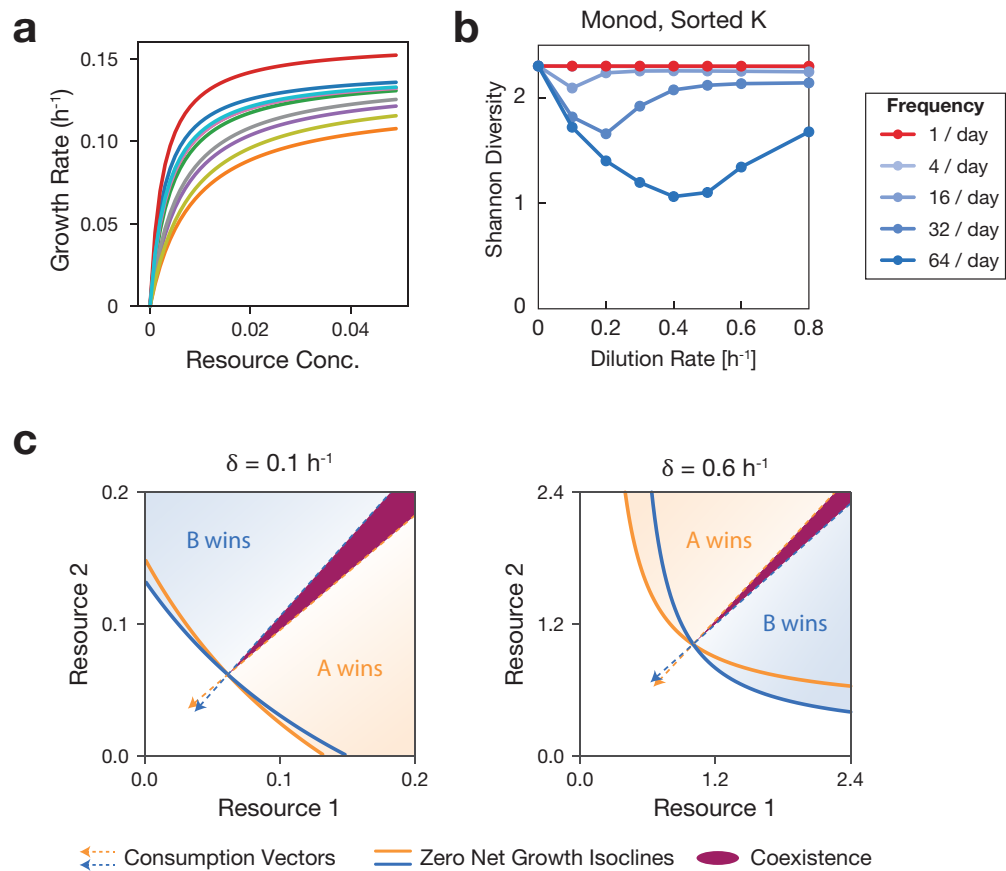 a
0.15
0.10
0.05
0
0
0.02
0.04
Growth Rate (h⁻¹)
Resource Conc.
b
Monod, Sorted K
2
1
0
0
0.2
0.4
0.6
0.8
Shannon Diversity
Dilution Rate [h⁻¹]
Frequency
1 / day
4 / day
16 / day
32 / day
64 / day
c
δ = 0.1 h⁻¹
0.2
0.1
0.0
0.0
0.1
0.2
B wins
A wins
Resource 2
Resource 1
δ = 0.6 h⁻¹
2.4
1.2
0.0
0.0
1.2
2.4
A wins
B wins
Resource 2
Resource 1
Consumption Vectors
Zero Net Growth Isoclines
Coexistence